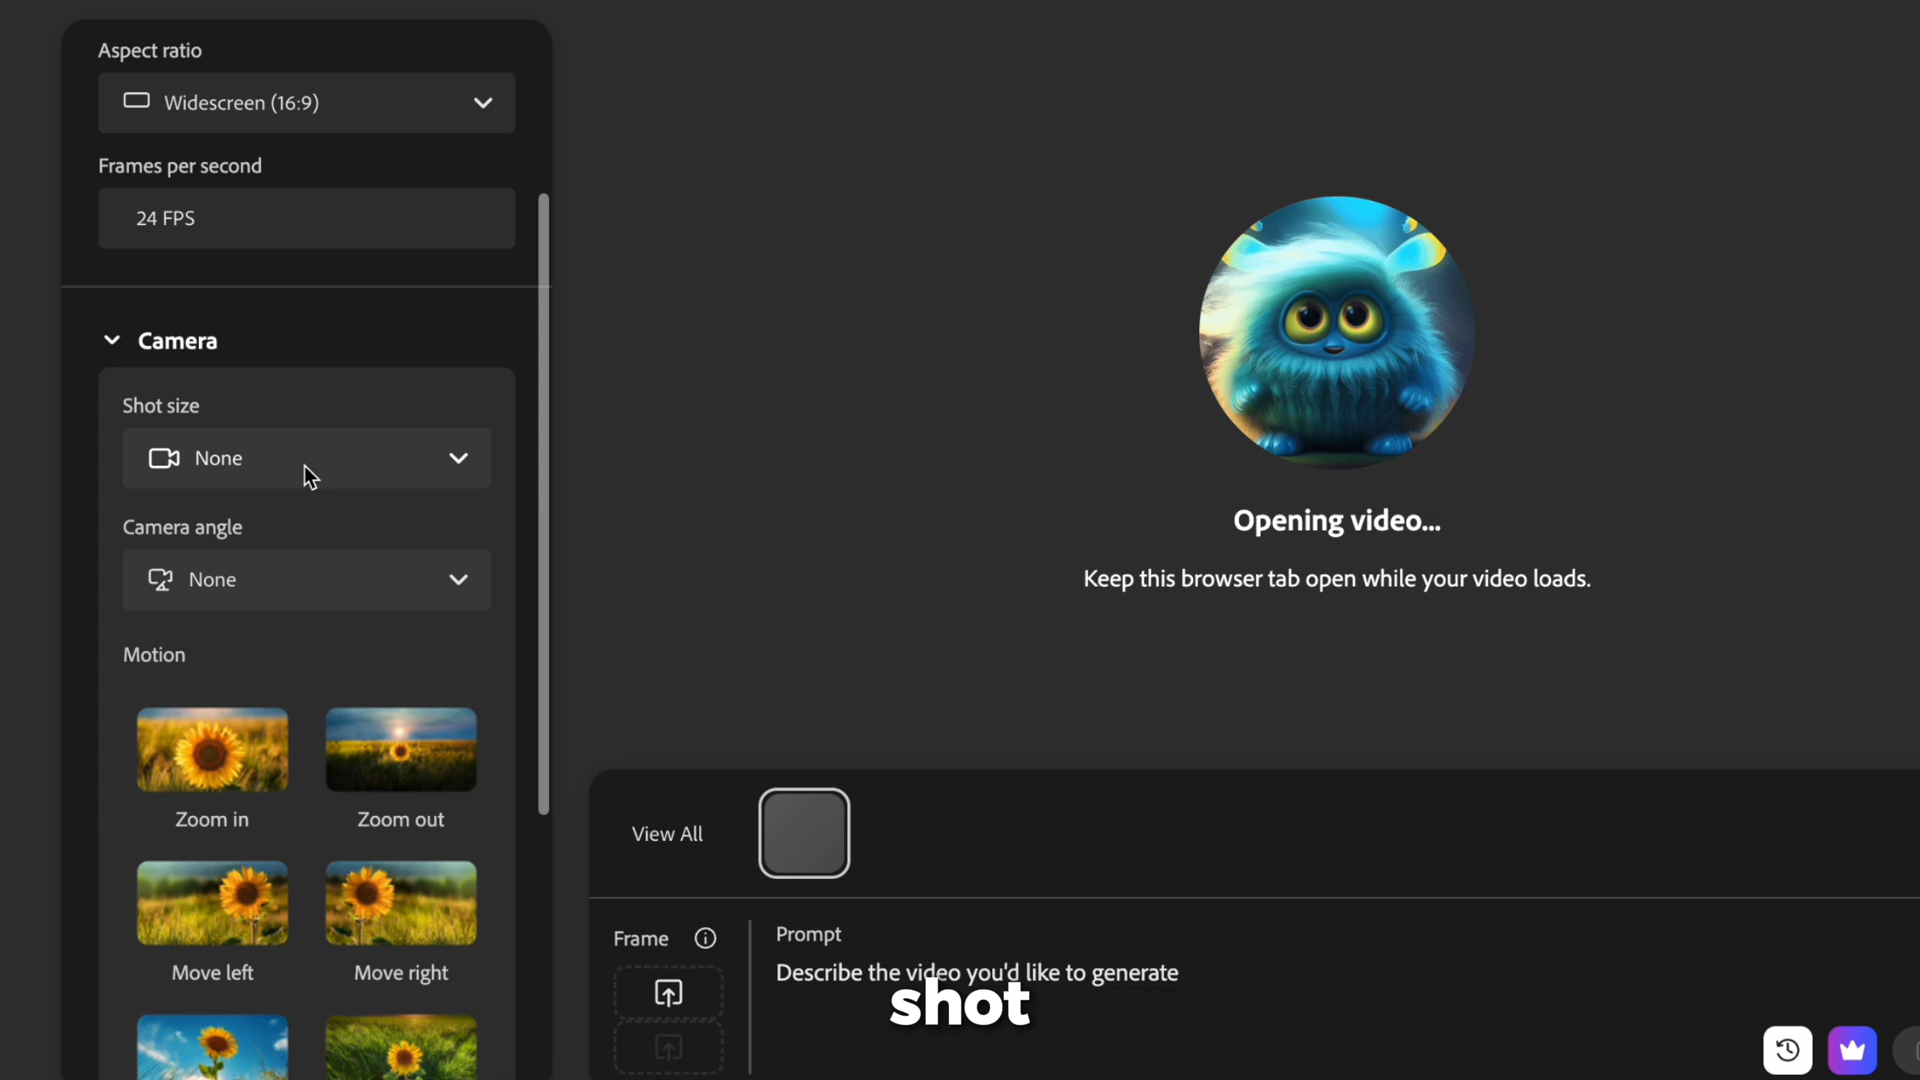 Aspect ratio
Widescreen (16:9)
Frames per second
24 FPS
Camera
Shot size
None
Camera angle
None
Motion
Zoom in
Zoom out
Move left
Move right
Opening video...
Keep this browser tab open while your video loads.
View All
Frame
Prompt
Describe the video you'd like to generate
shot